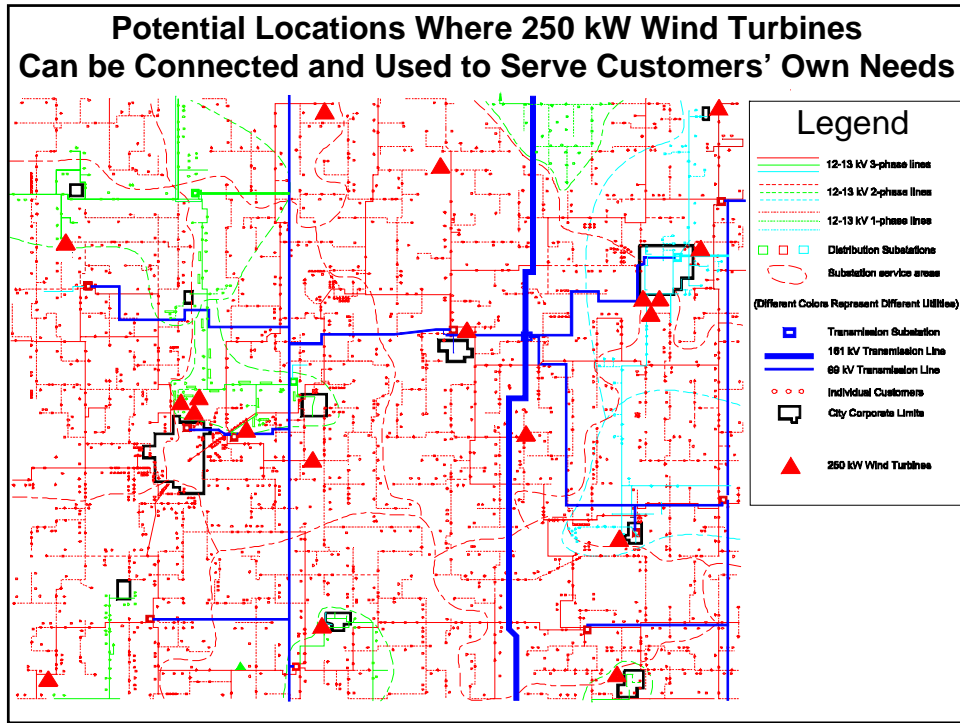 Potential Locations Where 250 kW Wind Turbines
Can be Connected and Used to Serve Customers’ Own Needs
Legend
12-13 kV 3-phase lines
12-13 kV 2-phase lines
12-13 kV 1-phase lines
Distribution Substations
Substation service areas
(Different Colors Represent Different Utilities)
Transmission Substation
161 kV Transmission Line
69 kV Transmission Line
Individual Customers
City Corporate Limits
250 kW Wind Turbines